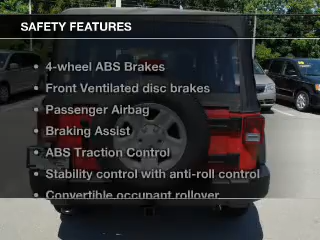 SAFETY FEATURES
• 4-wheel ABS Brakes
• Front Ventilated disc brakes
• Passenger Airbag
• Braking Assist
• ABS Traction Control
• Stability control with anti-roll control
• Convertible occupant rollover